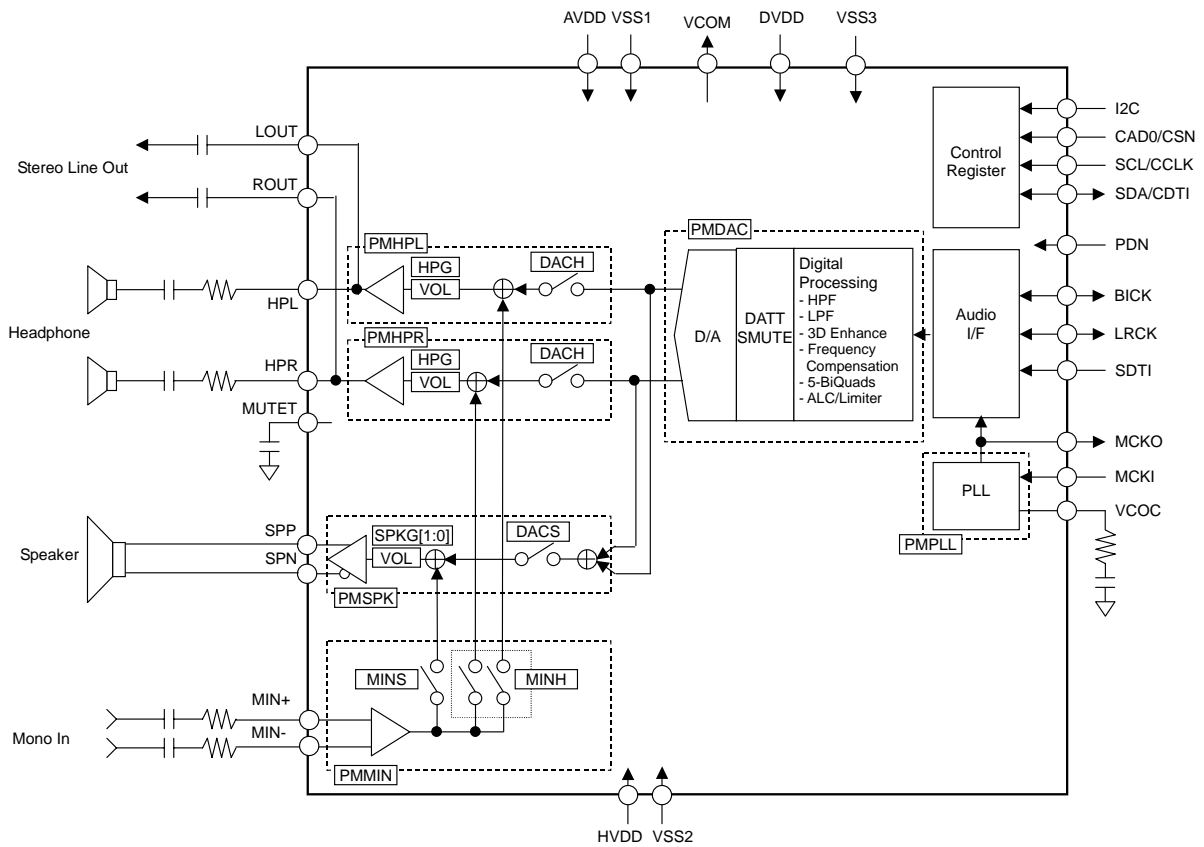 AVDD VSS1 VCOM DVDD VSS3
LOUT
Stereo Line Out
ROUT
I2C
CAD0/CSN
SCL/CCLK
SDA/CDTI
Control
Register
PMHPL
HPG
VOL
DACH
HPL
Headphone
PMHPR
HPG
VOL
DACH
HPR
MUTET
PMDAC
D/A
DATT
SMUTE
Digital
Processing
- HPF
- LPF
- 3D Enhance
- Frequency
Compensation
- 5-BiQuads
- ALC/Limiter
Audio
I/F
PDN
BICK
LRCK
SDTI
MCKO
MCKI
VCOC
PLL
PMPLL
Speaker
SPP
SPN
SPKG[1:0]
VOL
DACS
PMSPK
MINS
MINH
Mono In
MIN+
MIN-
PMMIN
HVDD VSS2